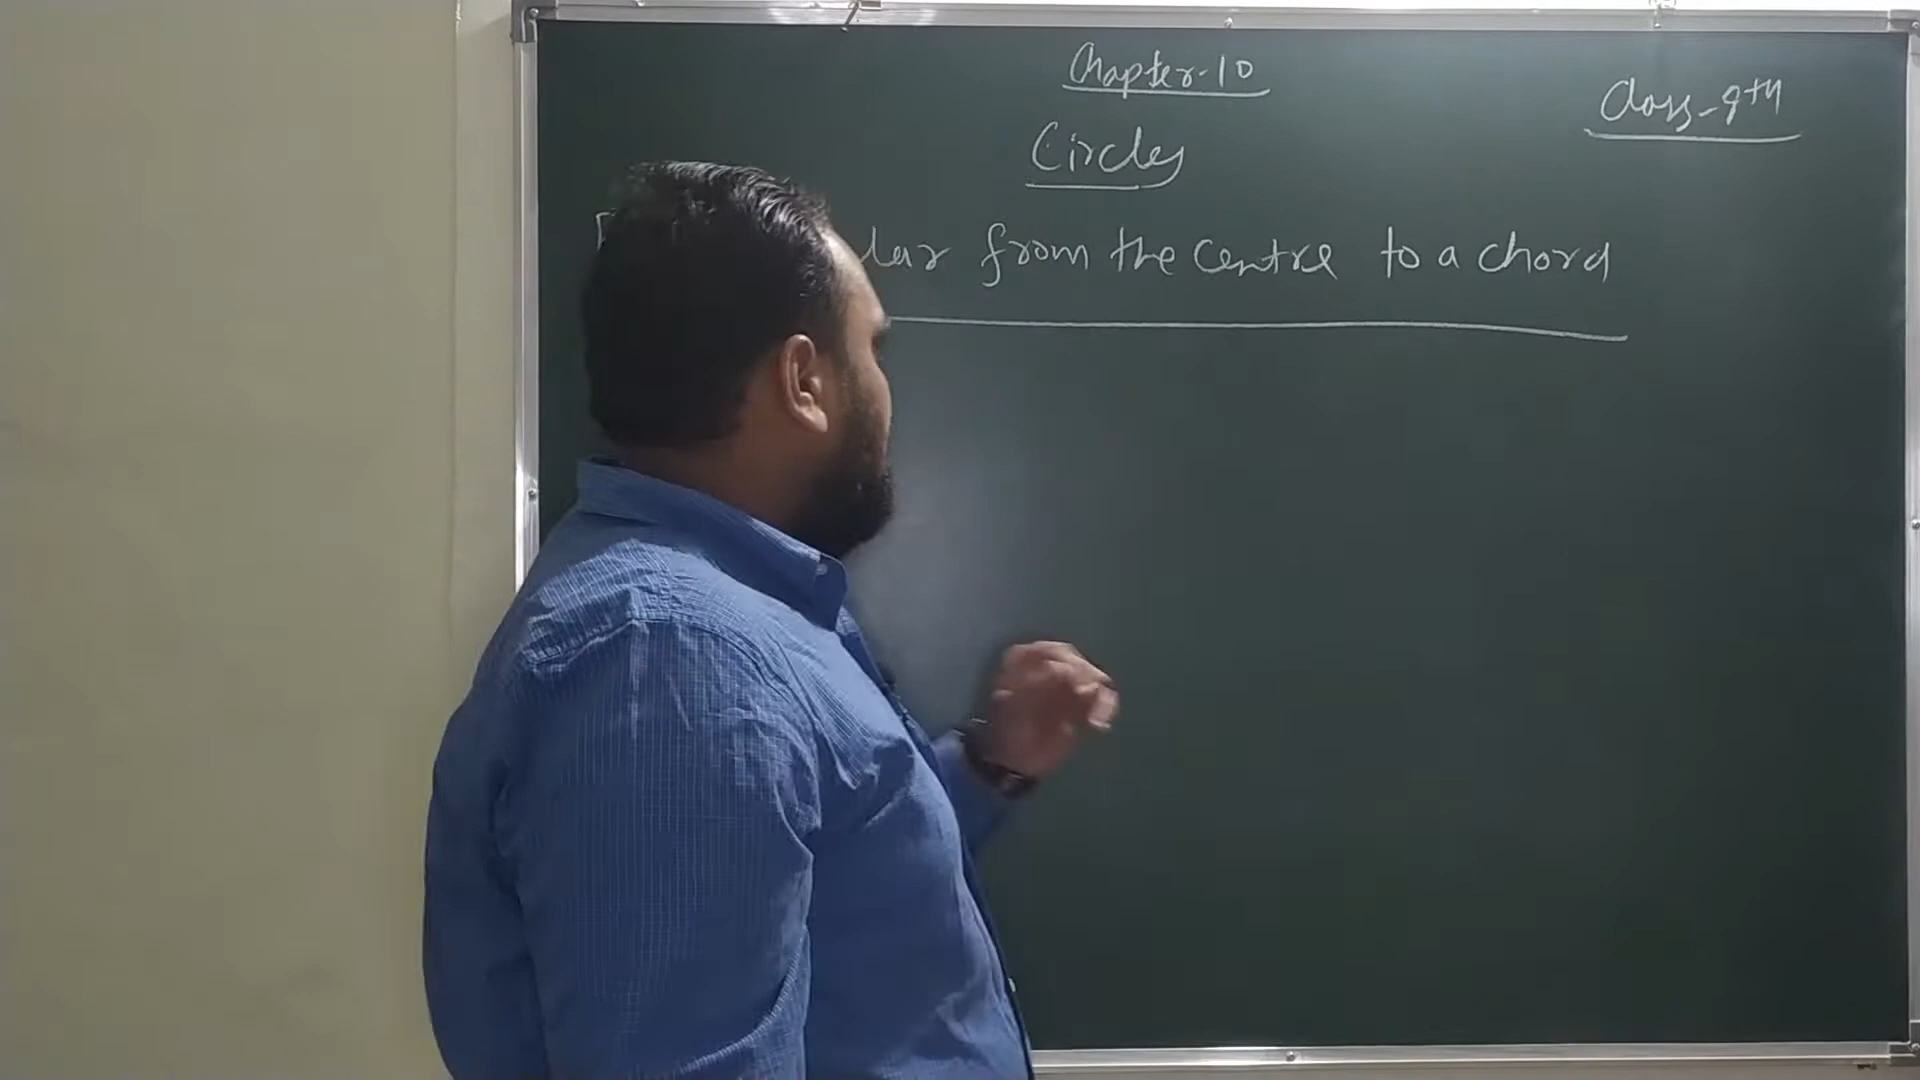 Chapter-10
Class-9th
Circles
lar from the centre to a chord